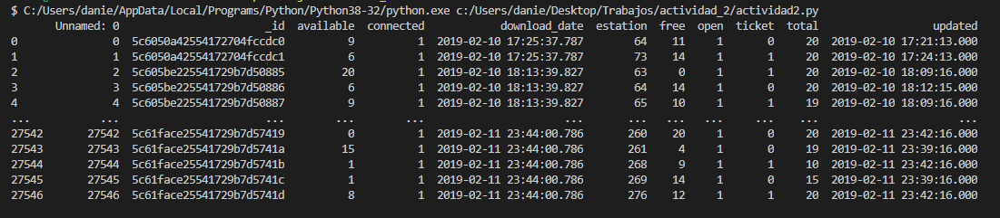 $ C:/Users/danie/AppData/Local/Programs/Python/Python38-32/python.exe c:/Users/danie/Desktop/Trabajos/actividad_2/actividad2.py
Unnamed: 0 _id available connected download_date estation free open ticket total updated
0 0 5c6050a42554172704fccdc0 9 1 2019-02-10 17:25:37.787 64 11 1 0 20 2019-02-10 17:21:13.000
1 1 5c6050a42554172704fccdc1 6 1 2019-02-10 17:25:37.787 73 14 1 1 20 2019-02-10 17:24:13.000
2 2 5c605be225541729b7d50885 20 1 2019-02-10 18:13:39.827 63 0 1 1 20 2019-02-10 18:09:16.000
3 3 5c605be225541729b7d50886 6 1 2019-02-10 18:13:39.827 64 14 1 0 20 2019-02-10 18:12:15.000
4 4 5c605be225541729b7d50887 9 1 2019-02-10 18:13:39.827 65 10 1 1 19 2019-02-10 18:09:16.000
... ... ... ... ... ... ... ... ... ... ... ...
27542 27542 5c61face25541729b7d57419 0 1 2019-02-11 23:44:00.786 260 20 1 0 20 2019-02-11 23:42:16.000
27543 27543 5c61face25541729b7d5741a 15 1 2019-02-11 23:44:00.786 261 4 1 0 19 2019-02-11 23:39:16.000
27544 27544 5c61face25541729b7d5741b 1 1 2019-02-11 23:44:00.786 268 9 1 1 10 2019-02-11 23:42:16.000
27545 27545 5c61face25541729b7d5741c 1 1 2019-02-11 23:44:00.786 269 14 1 0 15 2019-02-11 23:39:16.000
27546 27546 5c61face25541729b7d5741d 8 1 2019-02-11 23:44:00.786 276 12 1 1 20 2019-02-11 23:42:16.000